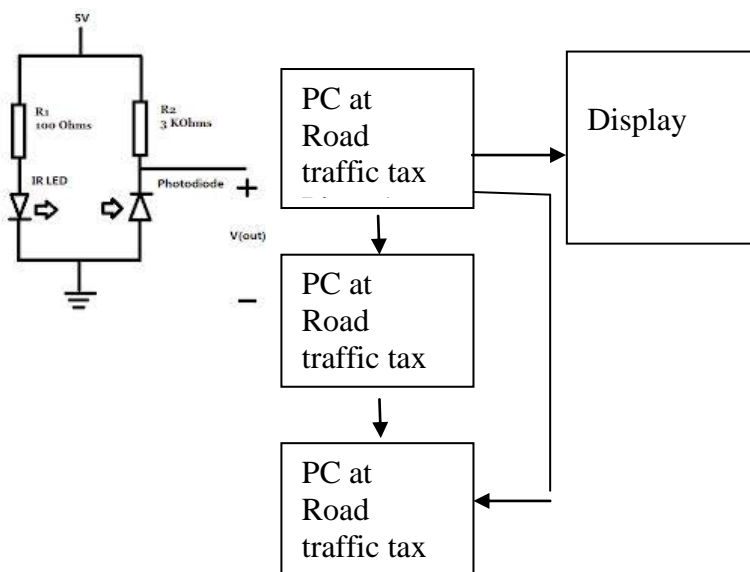 5V
R1
100 Ohms
R2
3 KOhms
IR LED
Photodiode
+
V(out)
−
PC at
Road
traffic tax
Display
PC at
Road
traffic tax
PC at
Road
traffic tax